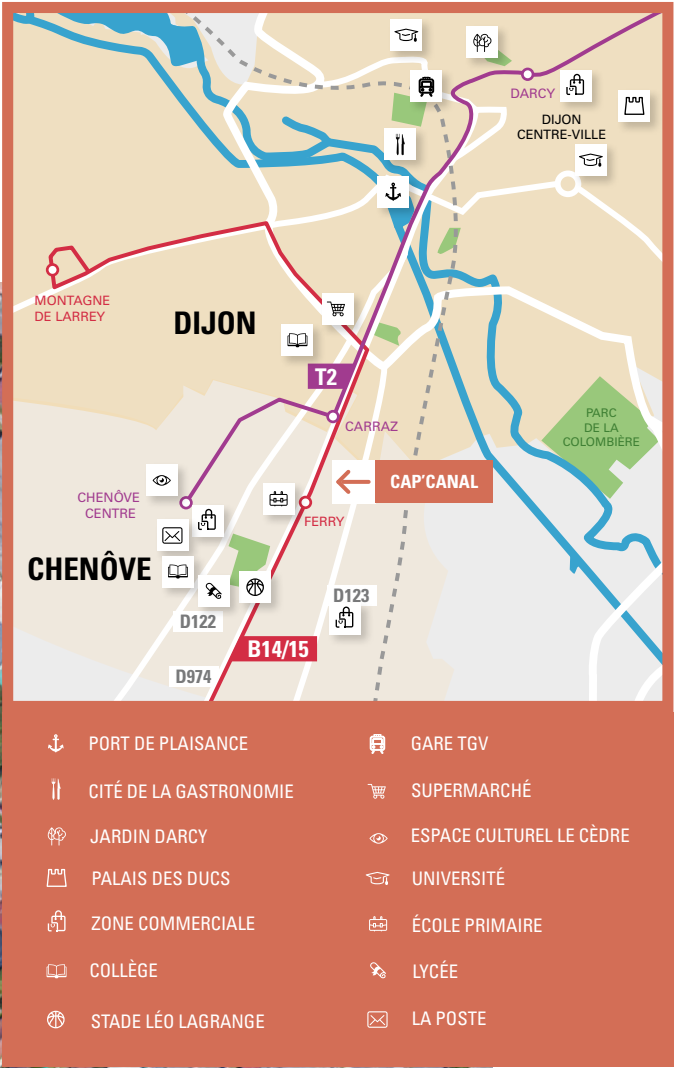 DARCY
DIJON
CENTRE-VILLE
MONTAGNE
DE LARREY
DIJON
T2
CARRAZ
PARC
DE LA
COLOMBIÈRE
CAP'CANAL
CHENÔVE
CENTRE
FERRY
CHENÔVE
D123
D122
B14/15
D974
PORT DE PLAISANCE
CITÉ DE LA GASTRONOMIE
JARDIN DARCY
PALAIS DES DUCS
ZONE COMMERCIALE
COLLÈGE
STADE LÉO LAGRANGE
GARE TGV
SUPERMARCHÉ
ESPACE CULTUREL LE CÈDRE
UNIVERSITÉ
ÉCOLE PRIMAIRE
LYCÉE
LA POSTE